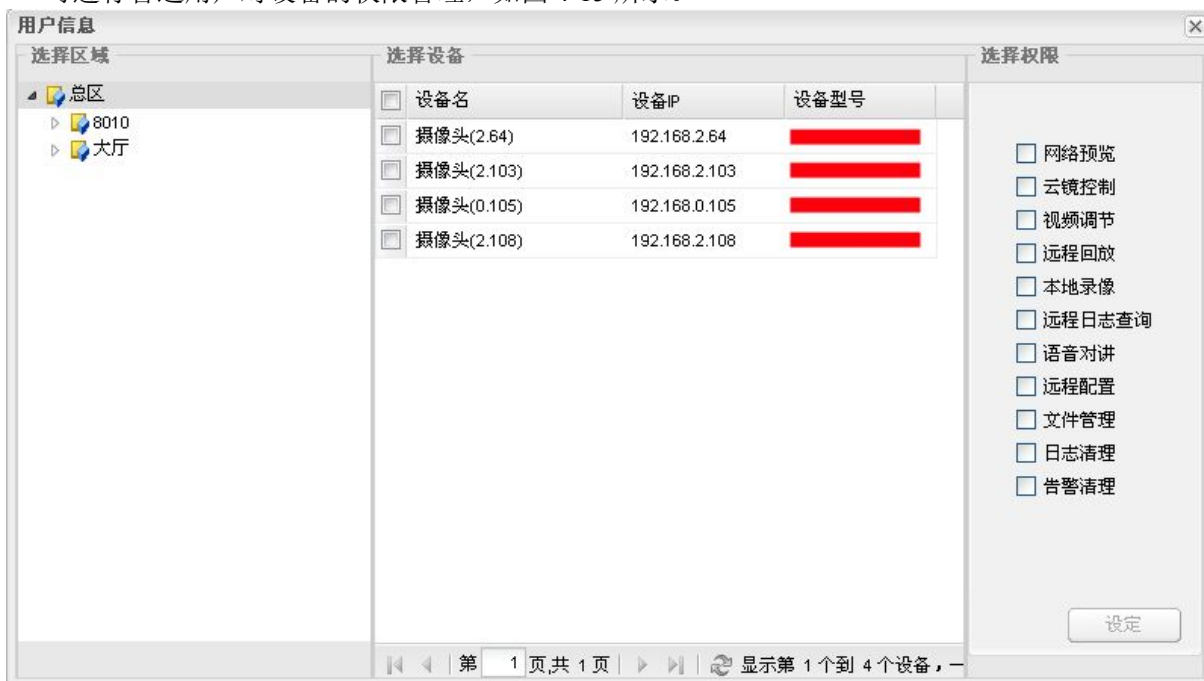 用户信息
选择区域
总区
8010
大厅
选择设备
设备名 设备IP 设备型号
摄像头(2.64) 192.168.2.64
摄像头(2.103) 192.168.2.103
摄像头(0.105) 192.168.0.105
摄像头(2.108) 192.168.2.108
第 1 页,共 1 页 显示第 1 个到 4 个设备，一
选择权限
网络预览
云镜控制
视频调节
远程回放
本地录像
远程日志查询
语音对讲
远程配置
文件管理
日志清理
告警清理
设定